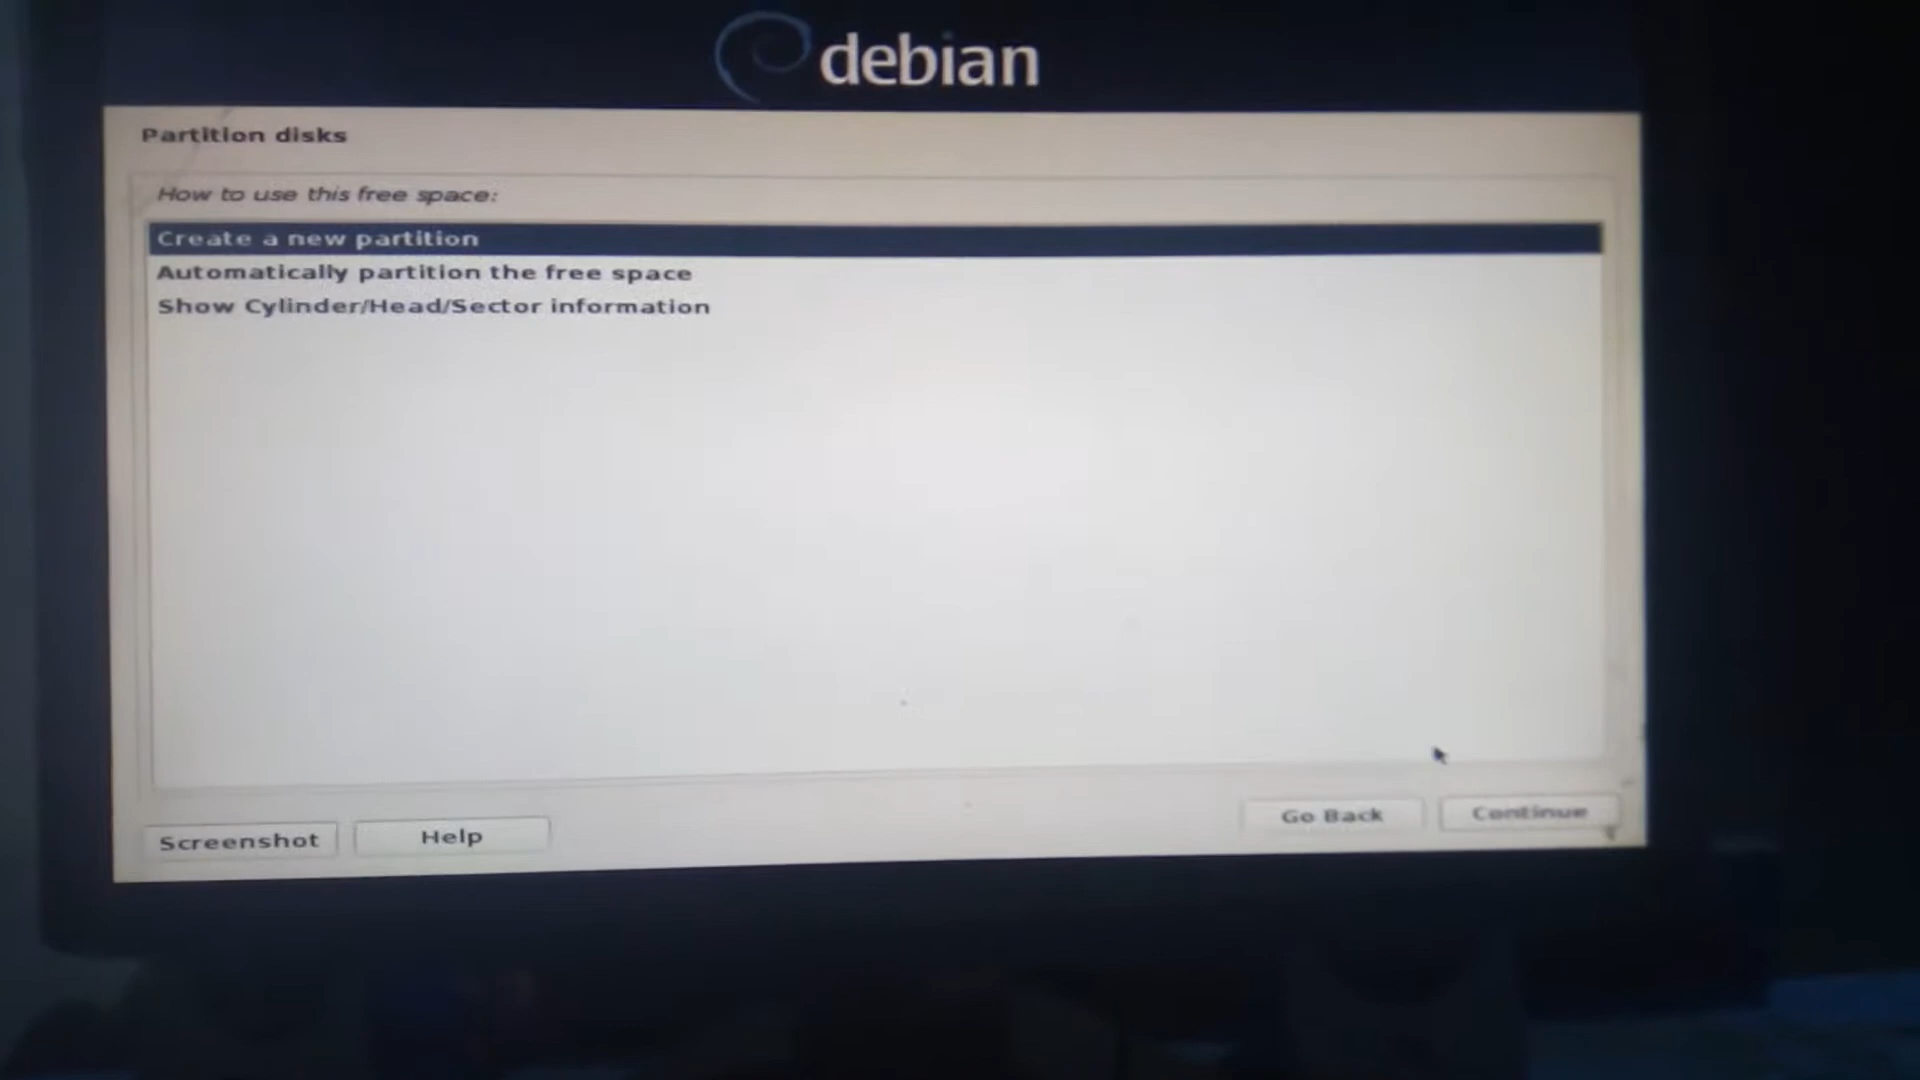 debian
Partition disks
How to use this free space:
Create a new partition
Automatically partition the free space
Show Cylinder/Head/Sector information
Screenshot
Help
Go Back
Continue